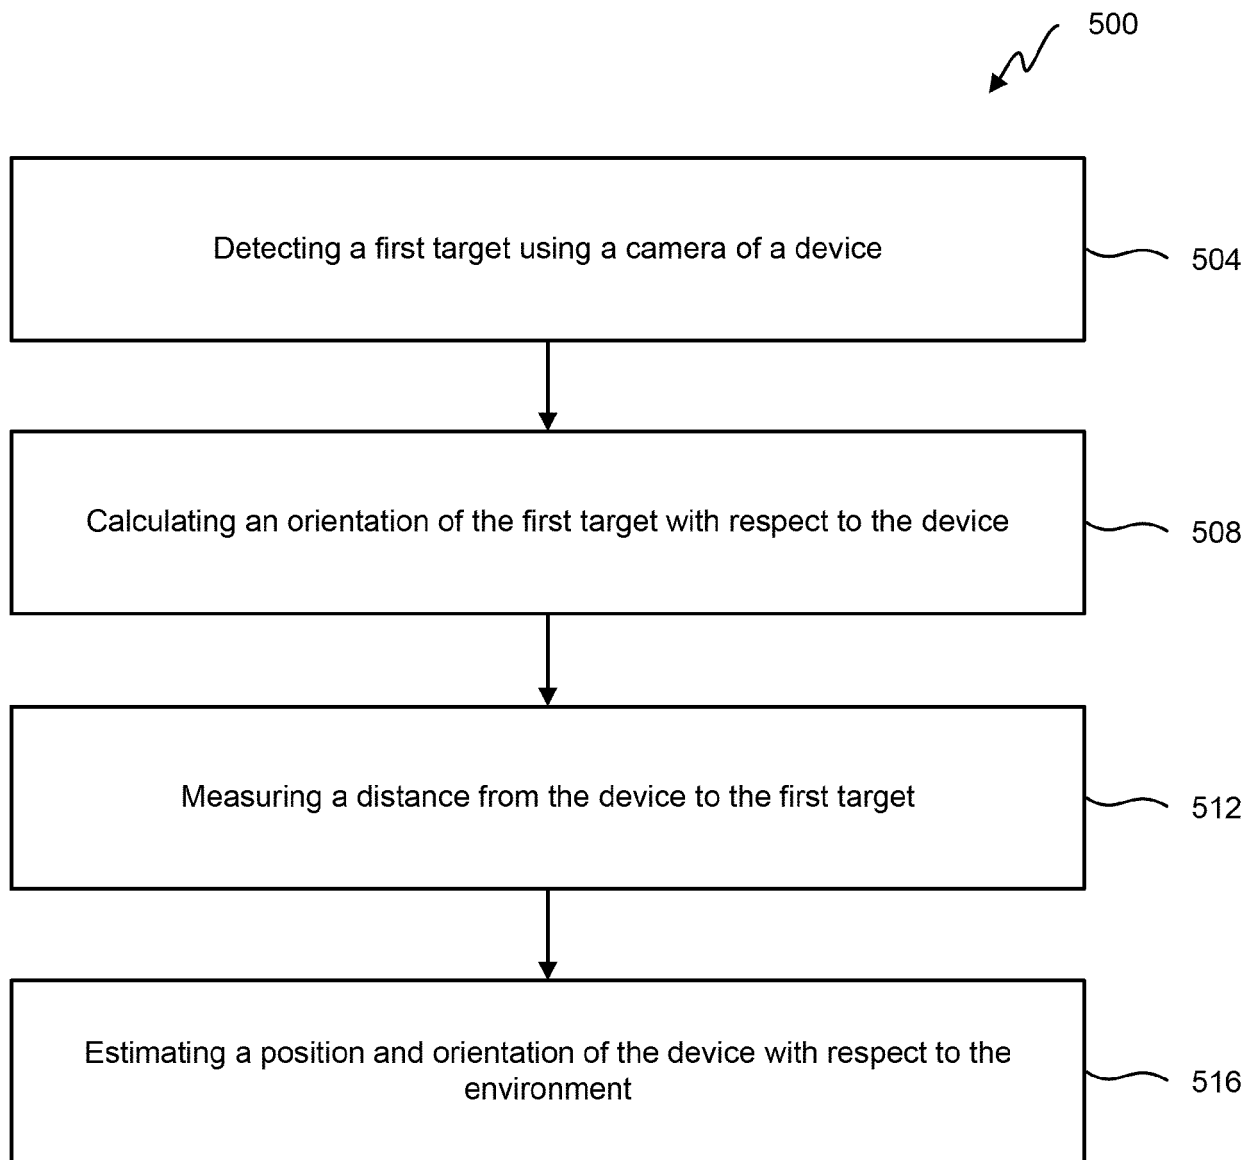 500
Detecting a first target using a camera of a device
504
Calculating an orientation of the first target with respect to the device
508
Measuring a distance from the device to the first target
512
Estimating a position and orientation of the device with respect to the
environment
516